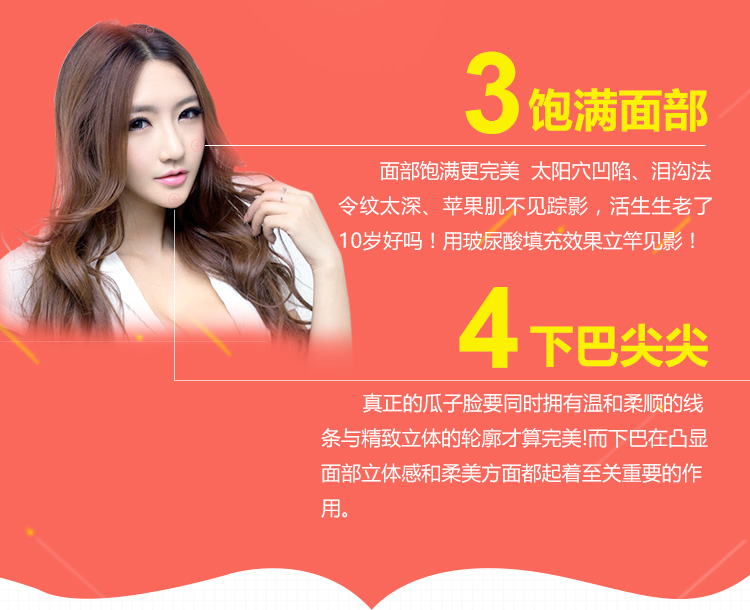 3 饱满面部
面部饱满更完美 太阳穴凹陷、泪沟法
令纹太深、苹果肌不见踪影，活生生老了
10岁好吗！用玻尿酸填充效果立竿见影！
4 下巴尖尖
真正的瓜子脸要同时拥有温和柔顺的线
条与精致立体的轮廓才算完美!而下巴在凸显
面部立体感和柔美方面都起着至关重要的作
用。